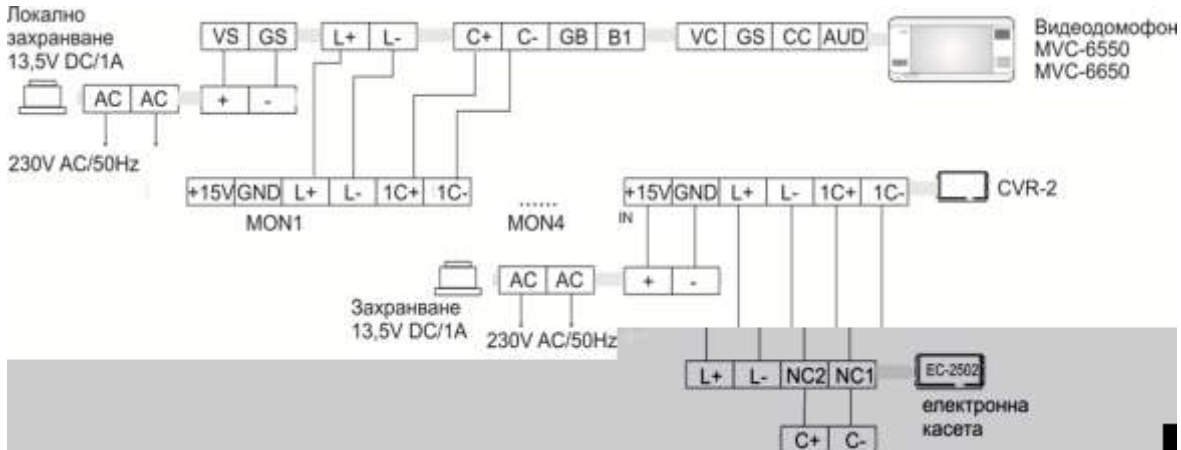 Локално
захранване
13,5V DC/1A
VS GS L+ L- C+ C- GB B1 VC GS CC AUD
Видеодомофон
MVC-6550
MVC-6650
AC AC + -
230V AC/50Hz
+15V GND L+ L- 1C+ 1C-
MON1
......
MON4
+15V GND L+ L- 1C+ 1C-
CVR-2
IN
AC AC + -
Захранване
13,5V DC/1A
230V AC/50Hz
L+ L- NC2 NC1
EC-2502
електронна
касета
C+ C-